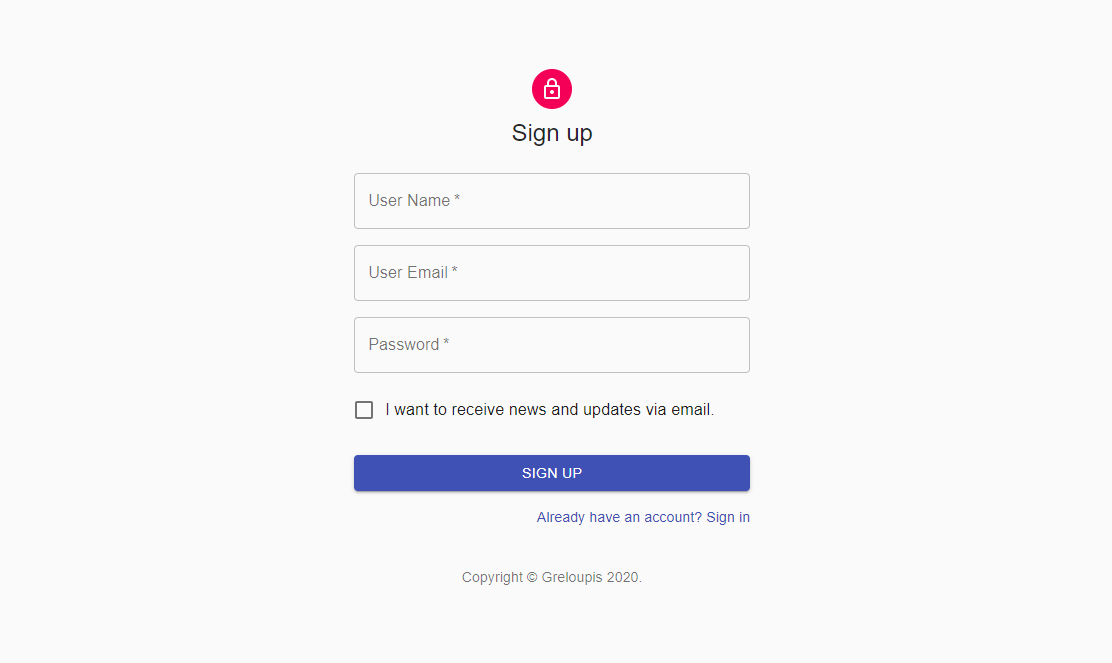 Sign up
User Name *
User Email *
Password *
I want to receive news and updates via email.
SIGN UP
Already have an account? Sign in
Copyright © Greloupis 2020.